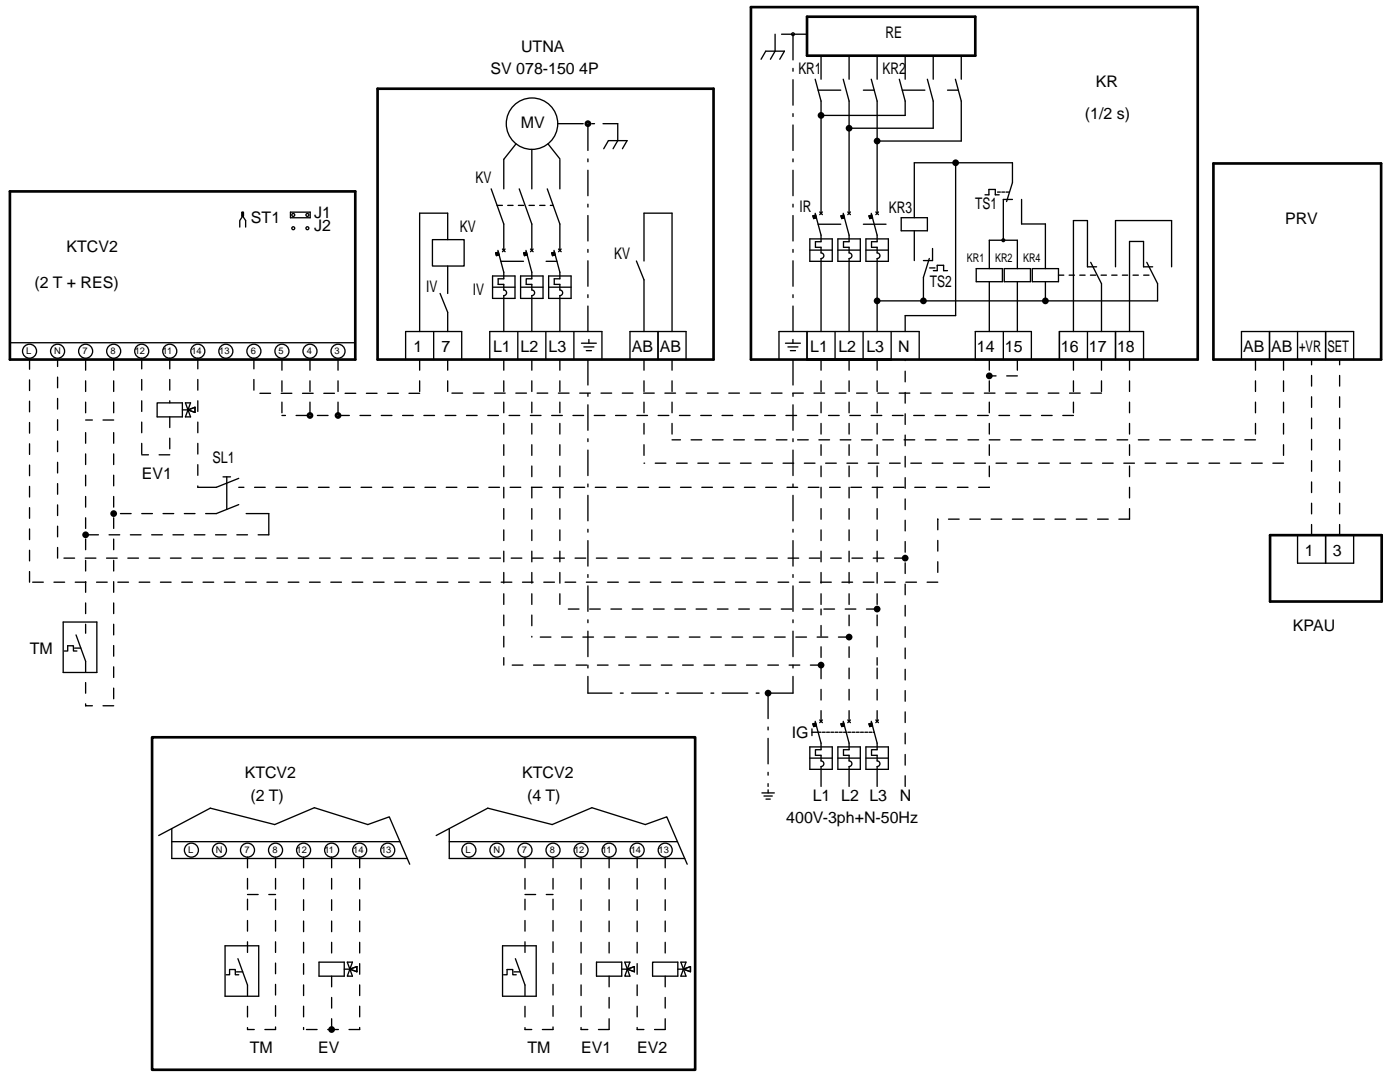 UTNA
SV 078-150 4P
RE
KR1
KR2
KR
(1/2 s)
MV
KV
KV
IV
IV
KV
IR
KR3
TS1
TS2
KR1
KR2
KR4
PRV
ST1
J1
J2
KTCV2
(2 T + RES)
L N 7 8 12 11 14 13 6 5 4 3
1 7
L1 L2 L3
AB AB
L1 L2 L3 N
14 15
16 17 18
AB AB +VR SET
EV1
SL1
1 3
KPAU
TM
IG
L1 L2 L3 N
400V-3ph+N-50Hz
KTCV2
(2 T)
L N 7 8 12 11 14 13
TM
EV
KTCV2
(4 T)
L N 7 8 12 11 14 13
TM
EV1
EV2